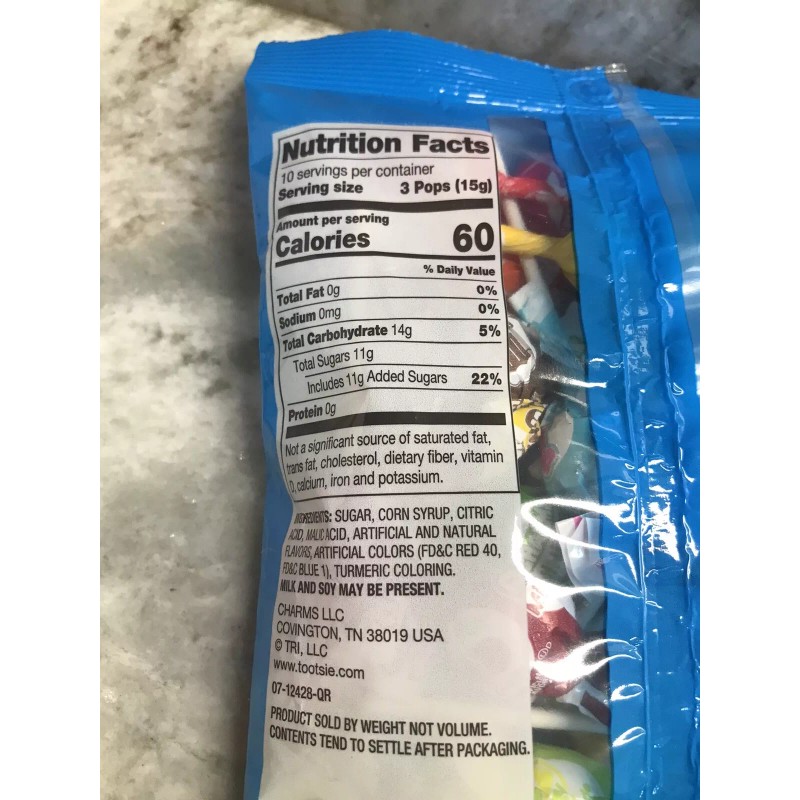 Nutrition Facts
10 servings per container
Serving size 3 Pops (15g)
Amount per serving
Calories 60
% Daily Value
Total Fat 0g 0%
Sodium 0mg 0%
Total Carbohydrate 14g 5%
Total Sugars 11g
Includes 11g Added Sugars 22%
Protein 0g
Not a significant source of saturated fat,
trans fat, cholesterol, dietary fiber, vitamin
D, calcium, iron and potassium.
INGREDIENTS: SUGAR, CORN SYRUP, CITRIC
ACID, MALIC ACID, ARTIFICIAL AND NATURAL
FLAVORS, ARTIFICIAL COLORS (FD&C RED 40,
FD&C BLUE 1), TURMERIC COLORING.
MILK AND SOY MAY BE PRESENT.
CHARMS LLC
COVINGTON, TN 38019 USA
© TRI, LLC
www.tootsie.com
07-12428-QR
PRODUCT SOLD BY WEIGHT NOT VOLUME.
CONTENTS TEND TO SETTLE AFTER PACKAGING.